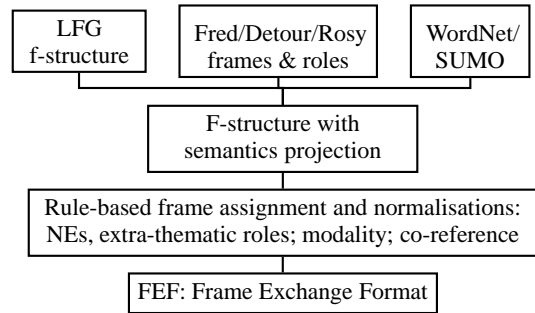 LFG
f-structure
Fred/Detour/Rosy
frames & roles
WordNet/
SUMO
F-structure with
semantics projection
Rule-based frame assignment and normalisations:
NEs, extra-thematic roles; modality; co-reference
FEF: Frame Exchange Format